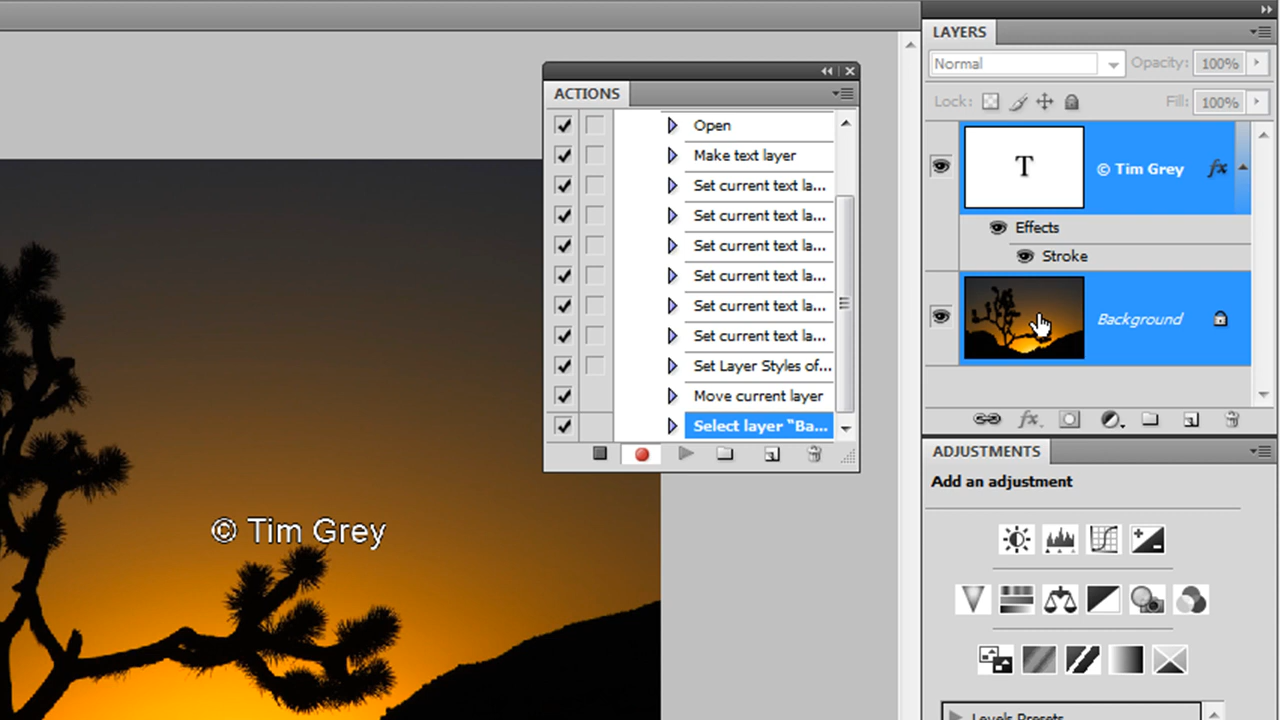 LAYERS
Normal
Opacity: 100%
Lock:
Fill: 100%
T
© Tim Grey
fx
Effects
Stroke
Background
fx
ACTIONS
Open
Make text layer
Set current text la...
Set current text la...
Set current text la...
Set current text la...
Set current text la...
Set current text la...
Set Layer Styles of...
Move current layer
Select layer "Ba...
© Tim Grey
ADJUSTMENTS
Add an adjustment
Levels Presets